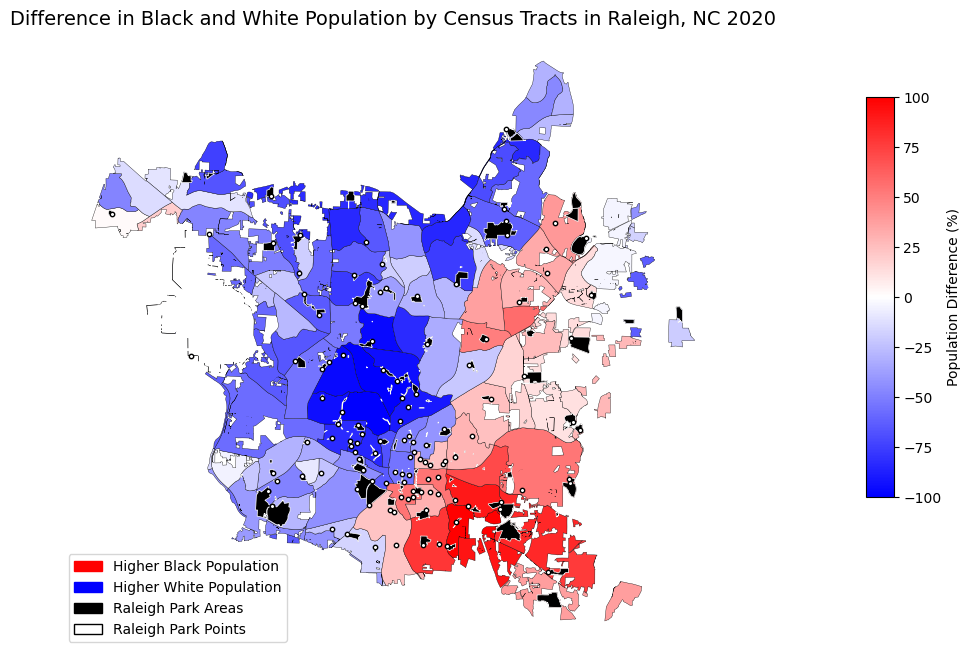 Difference in Black and White Population by Census Tracts in Raleigh, NC 2020
100
75
50
25
0
−25
−50
−75
−100
Population Difference (%)
Higher Black Population
Higher White Population
Raleigh Park Areas
Raleigh Park Points